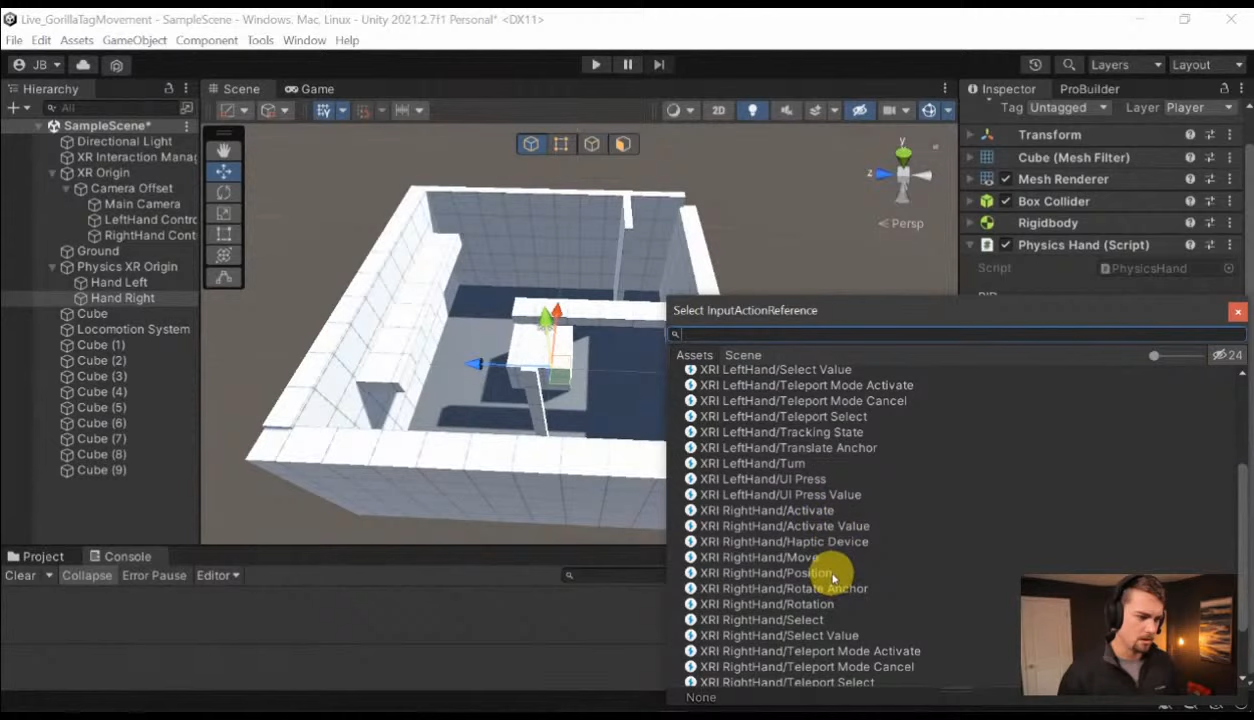 Live_GorillaTagMovement - SampleScene - Windows, Mac, Linux - Unity 2021.2.7f1 Personal* <DX11>
File Edit Assets GameObject Component Tools Window Help
JB Layers Layout
Hierarchy
Scene Game
Inspector ProBuilder
All
2D
Tag Untagged Layer Player
SampleScene*
Directional Light
XR Interaction Mana
XR Origin
Camera Offset
Main Camera
LeftHand Contro
RightHand Cont
Ground
Physics XR Origin
Hand Left
Hand Right
Cube
Locomotion System
Cube (1)
Cube (2)
Cube (3)
Cube (4)
Cube (5)
Cube (6)
Cube (7)
Cube (8)
Cube (9)
y
z
< Persp
Transform
Cube (Mesh Filter)
Mesh Renderer
Box Collider
Rigidbody
Physics Hand (Script)
Script PhysicsHand
Select InputActionReference
Assets Scene 24
XRI LeftHand/Select Value
XRI LeftHand/Teleport Mode Activate
XRI LeftHand/Teleport Mode Cancel
XRI LeftHand/Teleport Select
XRI LeftHand/Tracking State
XRI LeftHand/Translate Anchor
XRI LeftHand/Turn
XRI LeftHand/UI Press
XRI LeftHand/UI Press Value
XRI RightHand/Activate
XRI RightHand/Activate Value
XRI RightHand/Haptic Device
XRI RightHand/Move
XRI RightHand/Position
XRI RightHand/Rotate Anchor
XRI RightHand/Rotation
XRI RightHand/Select
XRI RightHand/Select Value
XRI RightHand/Teleport Mode Activate
XRI RightHand/Teleport Mode Cancel
XRI RightHand/Teleport Select
None
Project Console
Clear Collapse Error Pause Editor